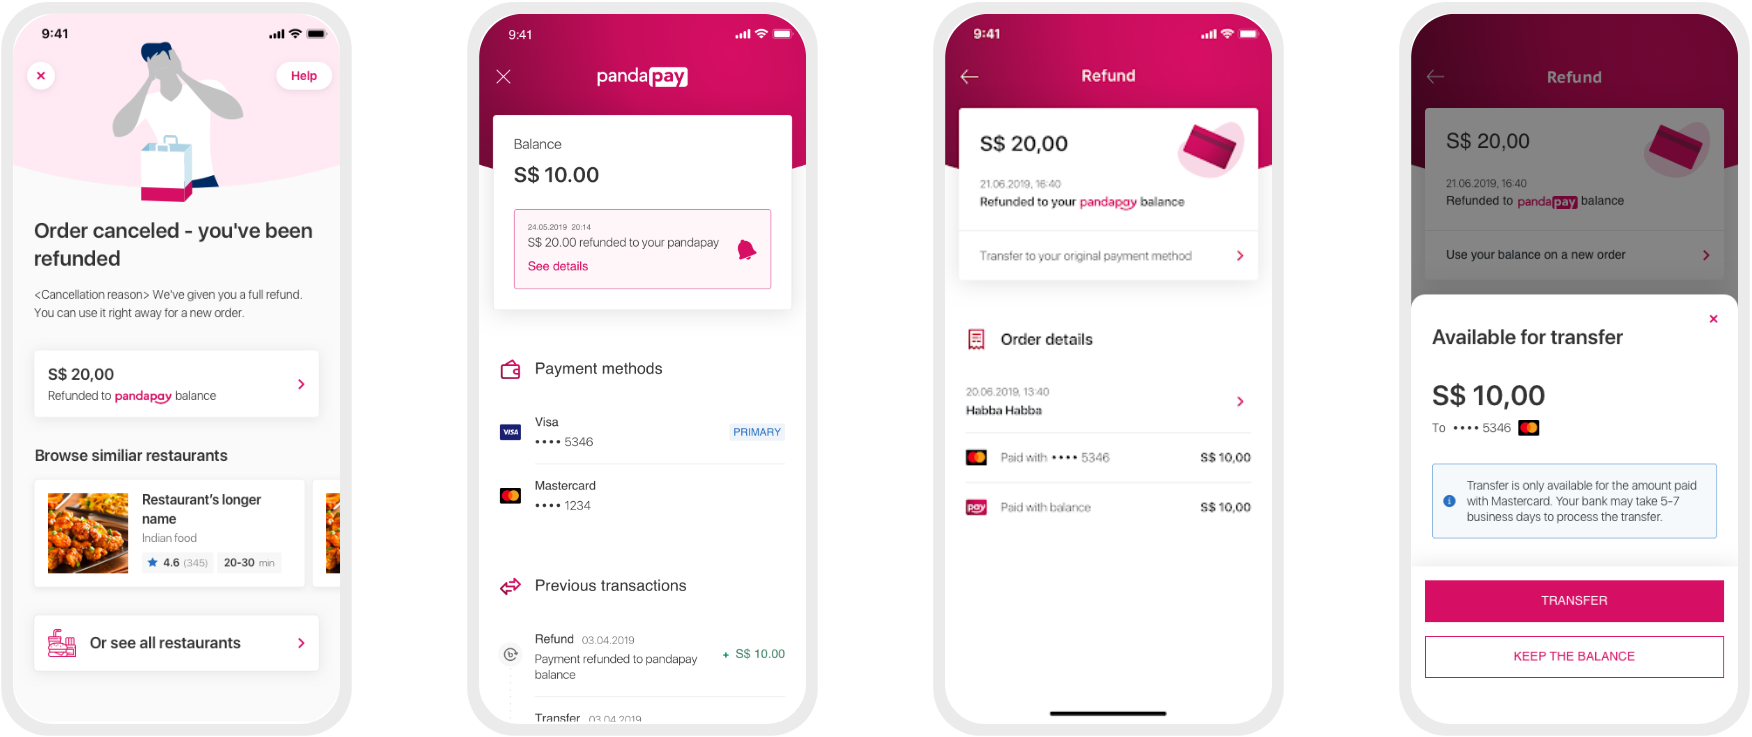 9:41
Help
Order canceled - you've been
refunded
<Cancellation reason> We've given you a full refund.
You can use it right away for a new order.
S$ 20,00
Refunded to pandapay balance
Browse similiar restaurants
Restaurant's longer
name
Indian food
4.6 (345) 20-30 min
Or see all restaurants
9:41
pandapay
Balance
S$ 10.00
24.05.2019 20:14
S$ 20.00 refunded to your pandapay
See details
Payment methods
VISA
Visa
•••• 5346
PRIMARY
Mastercard
•••• 1234
Previous transactions
Refund 03.04.2019
Payment refunded to pandapay
balance
+ S$ 10.00
Transfer 03.04.2019
9:41
Refund
S$ 20,00
21.06.2019, 16:40
Refunded to your pandapay balance
Transfer to your original payment method
Order details
20.06.2019, 13:40
Habba Habba
Paid with •••• 5346 S$ 10,00
pay Paid with balance S$ 10,00
Refund
S$ 20,00
21.06.2019, 16:40
Refunded to pandapay balance
Use your balance on a new order
Available for transfer
S$ 10,00
To •••• 5346
Transfer is only available for the amount paid
with Mastercard. Your bank may take 5-7
business days to process the transfer.
TRANSFER
KEEP THE BALANCE